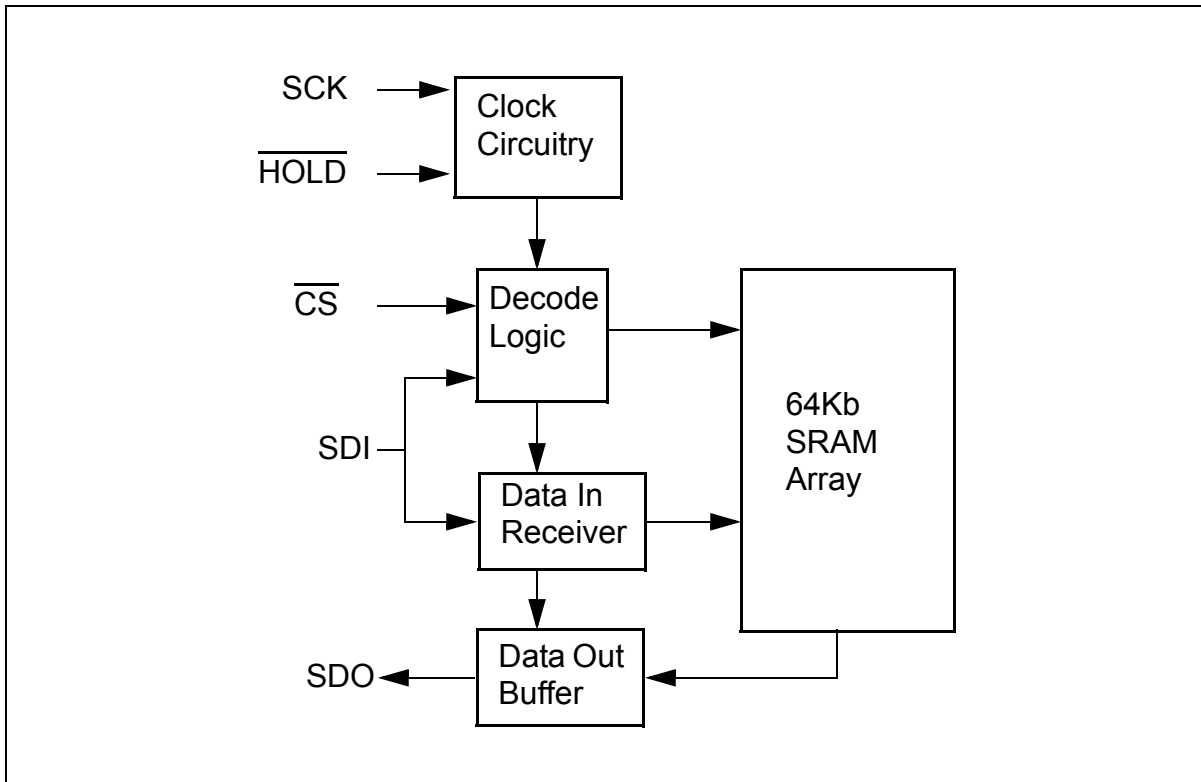 SCK
Clock
Circuitry
HOLD
CS
Decode
Logic
SDI
64Kb
SRAM
Array
Data In
Receiver
SDO
Data Out
Buffer